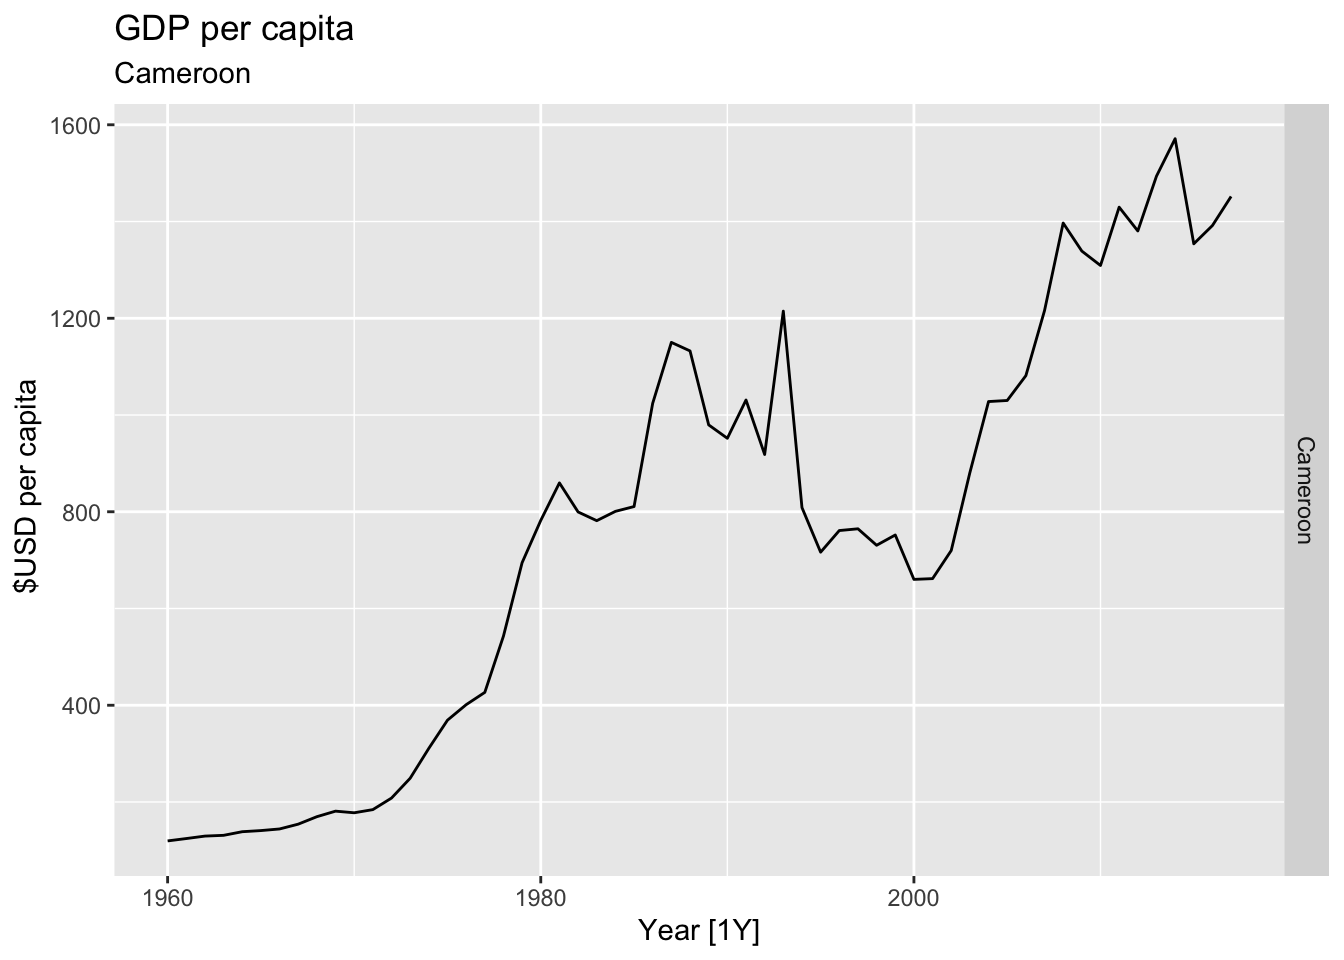 GDP per capita
Cameroon
1600
1200
800
400
$USD per capita
Cameroon
1960
1980
2000
Year [1Y]